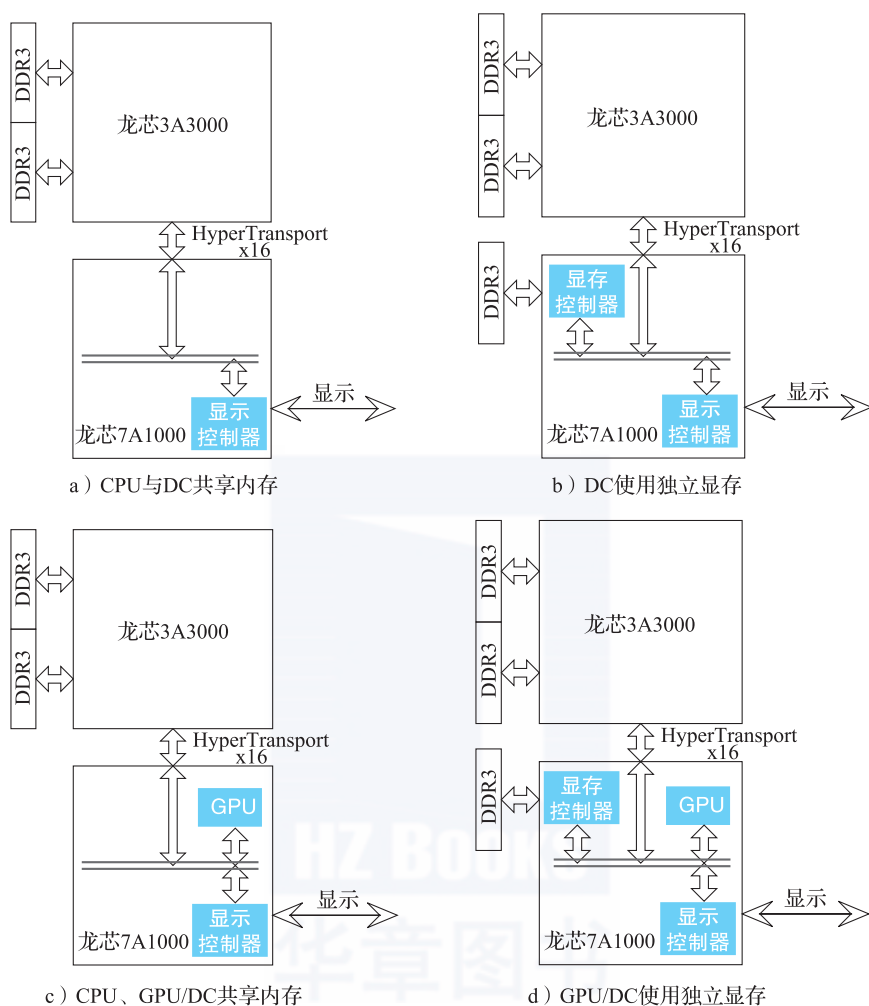 DDR3
DDR3
龙芯3A3000
HyperTransport
x16
显示
显示
控制器
龙芯7A1000
a）CPU与DC共享内存
DDR3
DDR3
龙芯3A3000
HyperTransport
x16
DDR3
显存
控制器
显示
显示
控制器
龙芯7A1000
b）DC使用独立显存
DDR3
DDR3
龙芯3A3000
HyperTransport
x16
GPU
显示
显示
控制器
龙芯7A1000
c）CPU、GPU/DC共享内存
DDR3
DDR3
龙芯3A3000
HyperTransport
x16
DDR3
显存
控制器
GPU
显示
显示
控制器
龙芯7A1000
d）GPU/DC使用独立显存
HZ BOOKS
华章图书